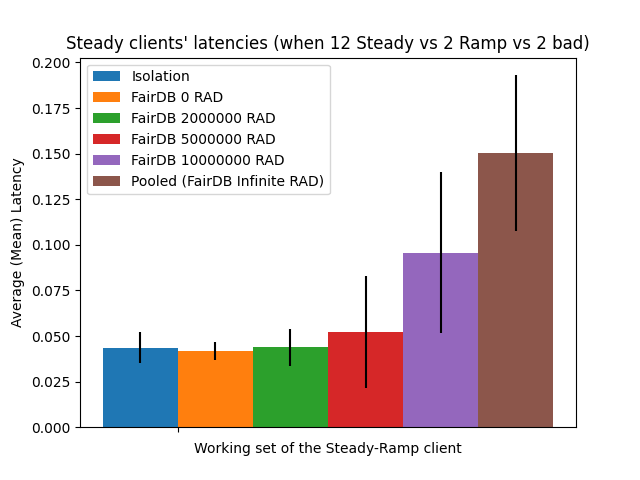 Steady clients' latencies (when 12 Steady vs 2 Ramp vs 2 bad)
Average (Mean) Latency
0.200
0.175
0.150
0.125
0.100
0.075
0.050
0.025
0.000
Isolation
FairDB 0 RAD
FairDB 2000000 RAD
FairDB 5000000 RAD
FairDB 10000000 RAD
Pooled (FairDB Infinite RAD)
Working set of the Steady-Ramp client